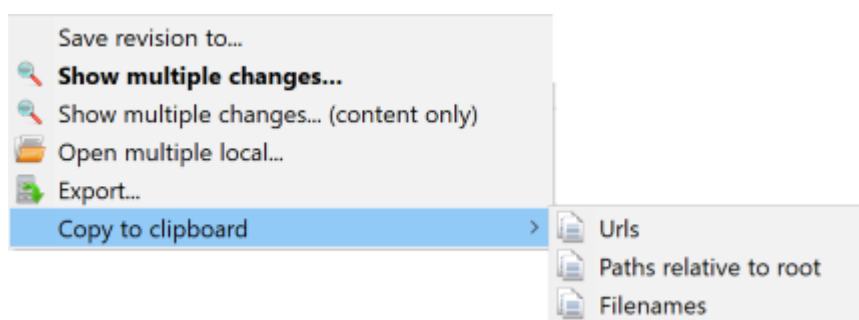 Save revision to...
Show multiple changes...
Show multiple changes... (content only)
Open multiple local...
Export...
Copy to clipboard
Urls
Paths relative to root
Filenames